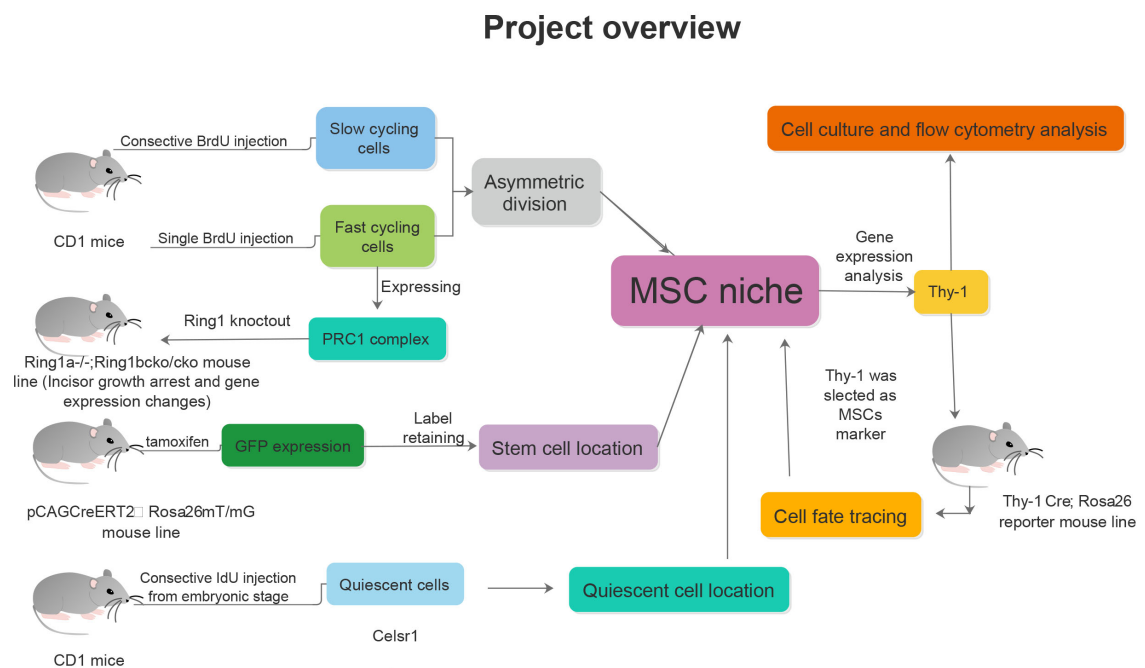 Project overview
Consective BrdU injection
Slow cycling
cells
Cell culture and flow cytometry analysis
Asymmetric
division
CD1 mice
Single BrdU injection
Fast cycling
cells
Expressing
Gene
expression
analysis
MSC niche
Thy-1
Ring1 knoctout
PRC1 complex
Ring1a-/-;Ring1bcko/cko mouse
line (Incisor growth arrest and gene
expression changes)
Thy-1 was
slected as
MSCs
marker
tamoxifen
GFP expression
Label
retaining
Stem cell location
pCAGCreERT2□ Rosa26mT/mG
mouse line
Cell fate tracing
Thy-1 Cre; Rosa26
reporter mouse line
Consective IdU injection
from embryonic stage
Quiescent cells
Quiescent cell location
Celsr1
CD1 mice